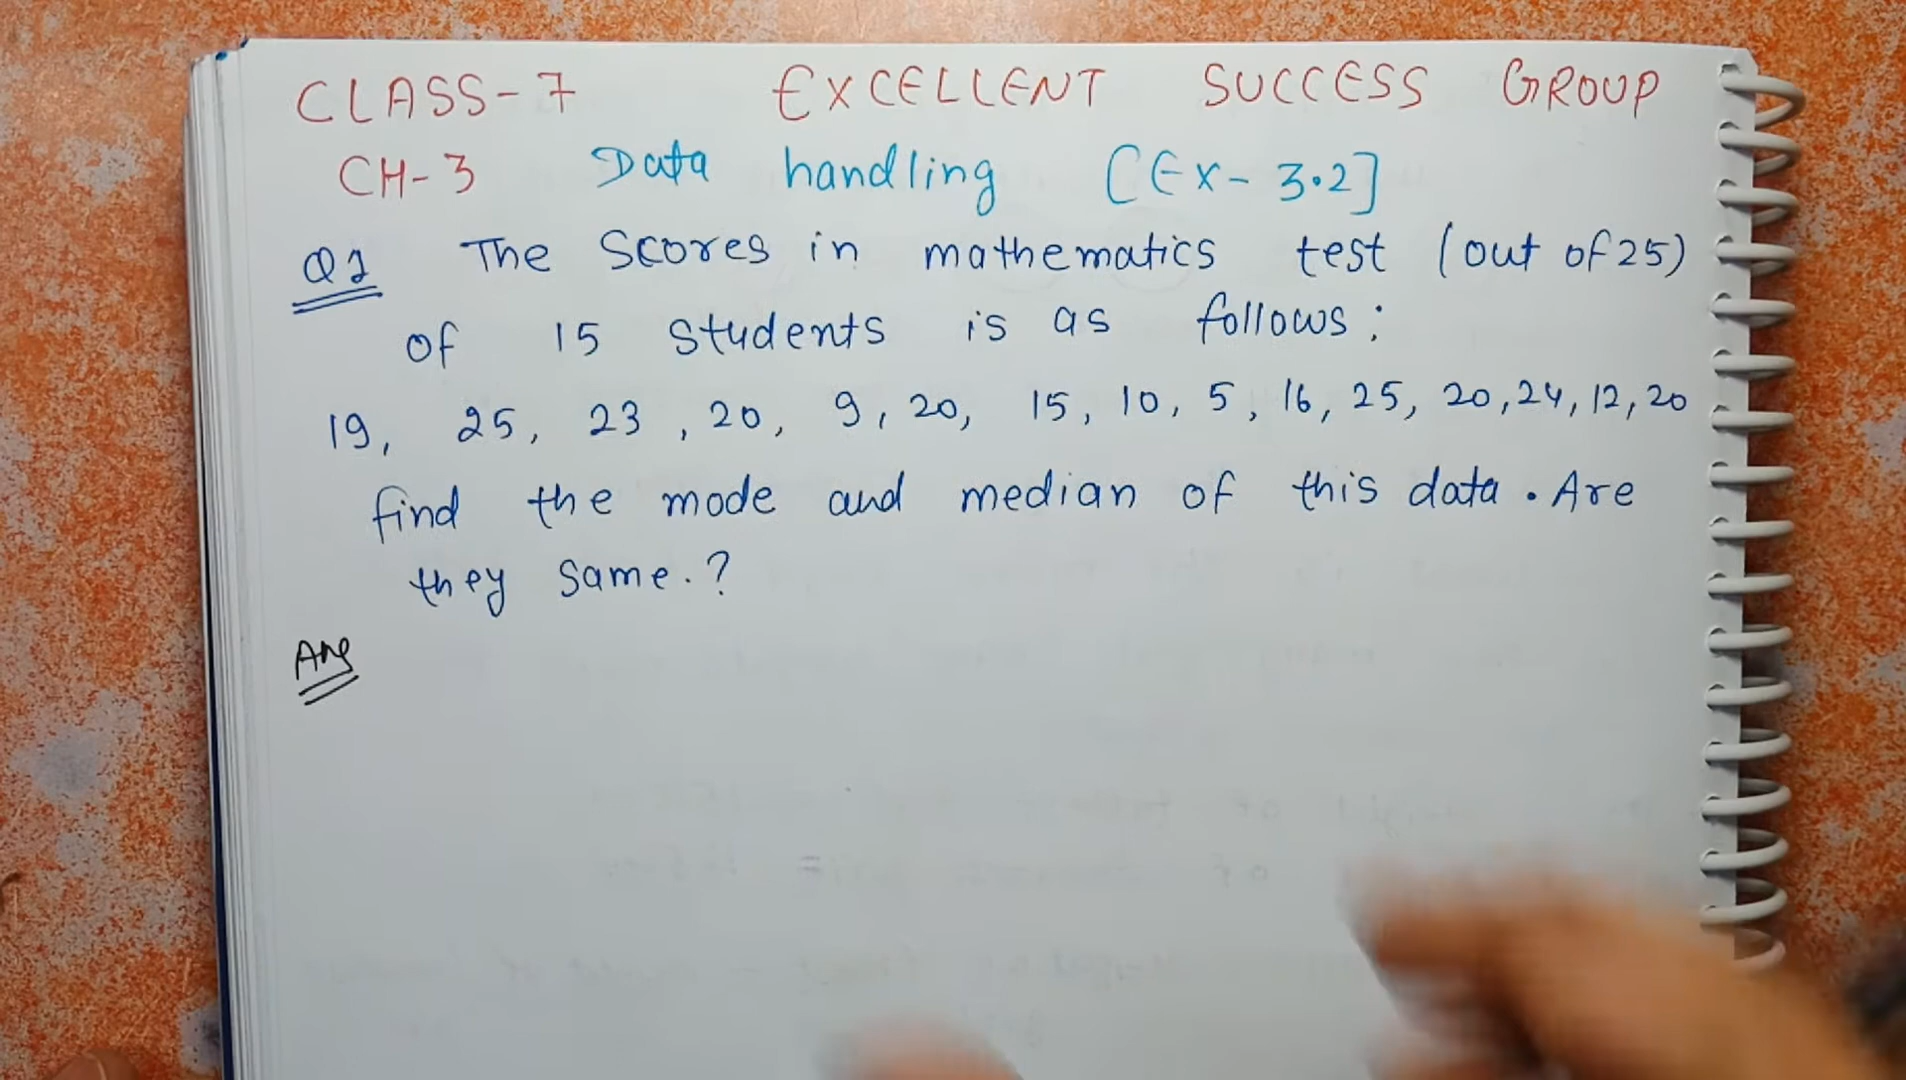 CLASS-7 EXCELLENT SUCCESS GROUP
CH-3 Data handling [Ex-3.2]
Q1 The Scores in mathematics test (out of 25)
of 15 students is as follows:
19, 25, 23, 20, 9, 20, 15, 10, 5, 16, 25, 20, 24, 12, 20
find the mode and median of this data. Are
they same.?
Ans